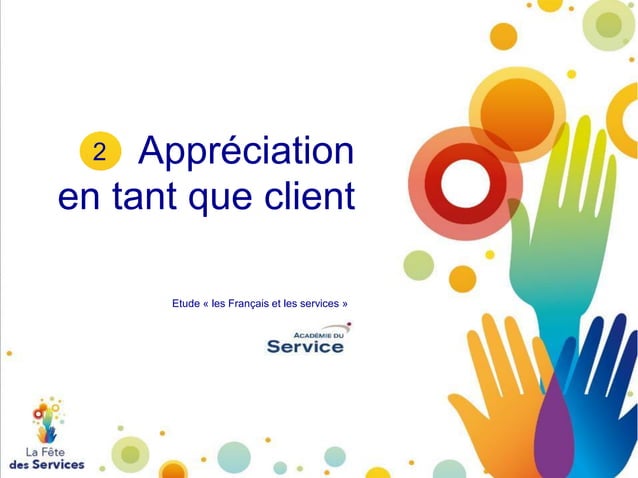 2 Appréciation
en tant que client
Etude « les Français et les services »
ACADÉMIE DU
Service
La Fête
des Services